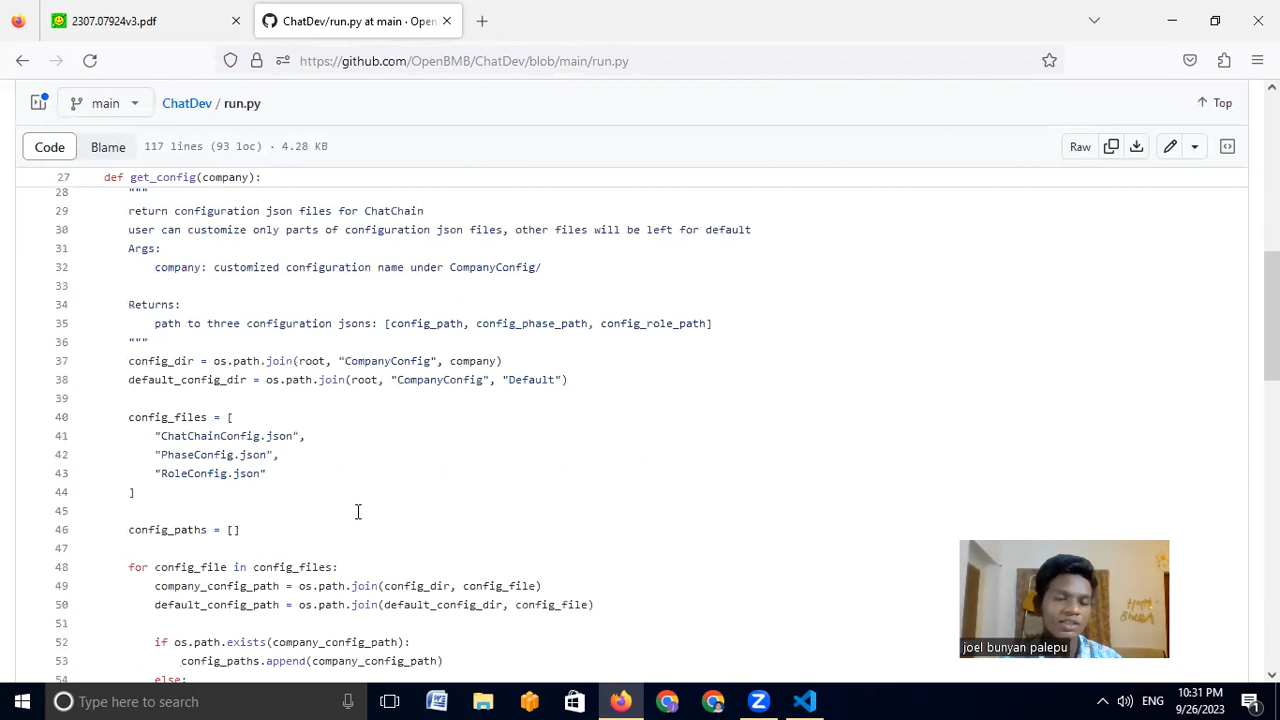 2307.07924v3.pdf
ChatDev/run.py at main · Open
https://github.com/OpenBMB/ChatDev/blob/main/run.py
main
ChatDev / run.py
Top
Code
Blame
117 lines (93 loc) · 4.28 KB
Raw
27 def get_config(company):
28 """
29 return configuration json files for ChatChain
30 user can customize only parts of configuration json files, other files will be left for default
31 Args:
32 company: customized configuration name under CompanyConfig/
33
34 Returns:
35 path to three configuration jsons: [config_path, config_phase_path, config_role_path]
36 """
37 config_dir = os.path.join(root, "CompanyConfig", company)
38 default_config_dir = os.path.join(root, "CompanyConfig", "Default")
39
40 config_files = [
41 "ChatChainConfig.json",
42 "PhaseConfig.json",
43 "RoleConfig.json"
44 ]
45
46 config_paths = []
47
48 for config_file in config_files:
49 company_config_path = os.path.join(config_dir, config_file)
50 default_config_path = os.path.join(default_config_dir, config_file)
51
52 if os.path.exists(company_config_path):
53 config_paths.append(company_config_path)
54 else:
joel bunyan palepu
Type here to search
ENG
10:31 PM
9/26/2023
1